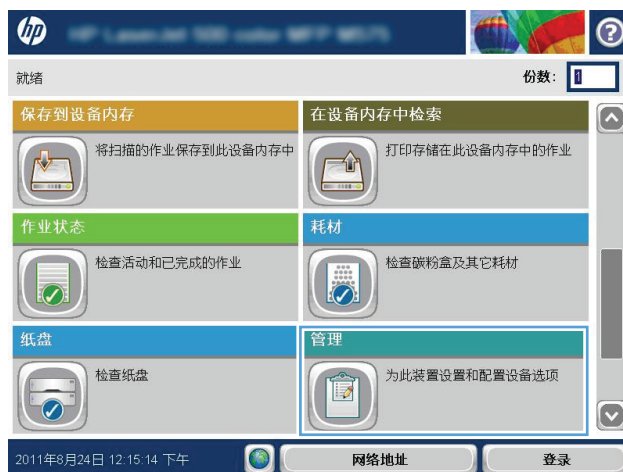 hp
?
就绪
份数: 1
保存到设备内存
将扫描的作业保存到此设备内存中
在设备内存中检索
打印存储在此设备内存中的作业
作业状态
检查活动和已完成的作业
耗材
检查碳粉盒及其它耗材
纸盘
检查纸盘
管理
为此装置设置和配置设备选项
2011年8月24日 12:15:14 下午
网络地址
登录